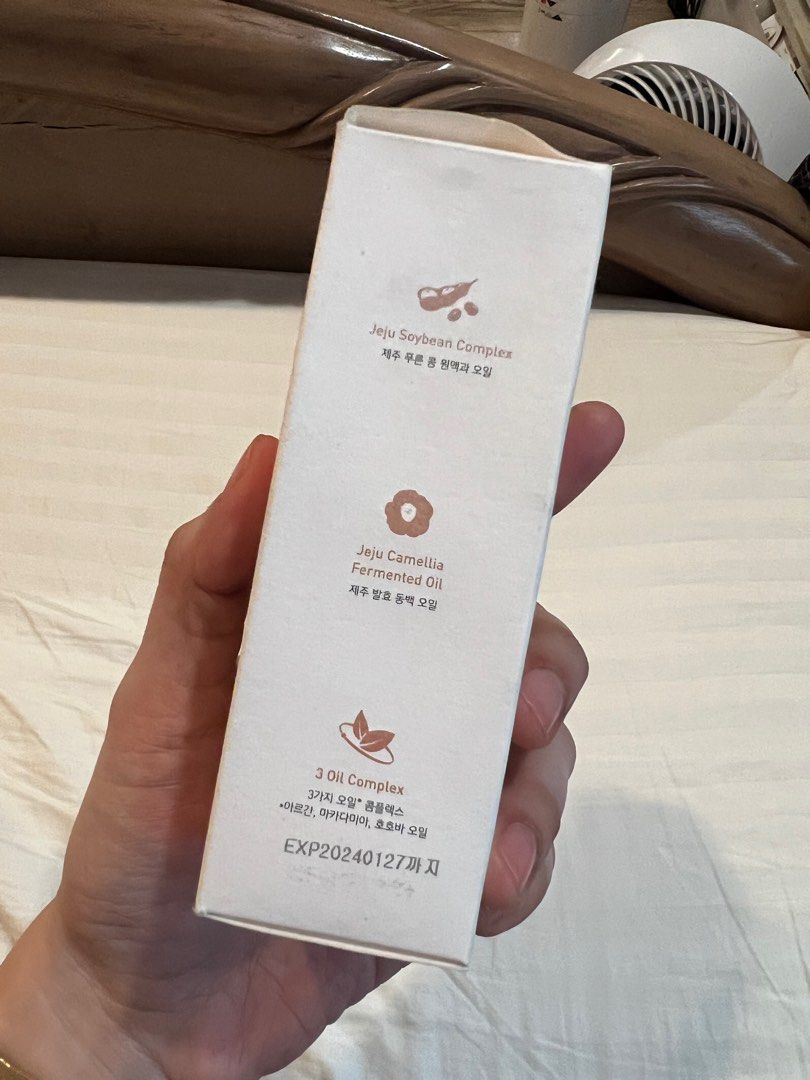 Jeju Soybean Complex
제주 푸른 콩 원액과 오일
Jeju Camellia
Fermented Oil
제주 발효 동백 오일
3 Oil Complex
3가지 오일* 콤플렉스
*아르간, 마카다미아, 호호바 오일
EXP20240127까지